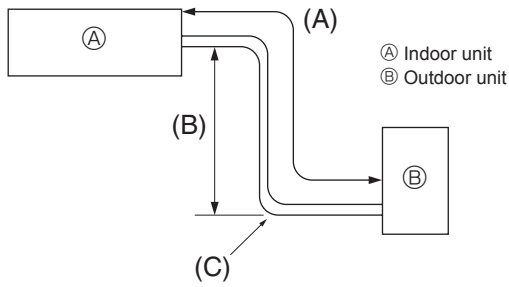 (A)
Ⓐ
Ⓐ Indoor unit
Ⓑ Outdoor unit
(B)
Ⓑ
(C)